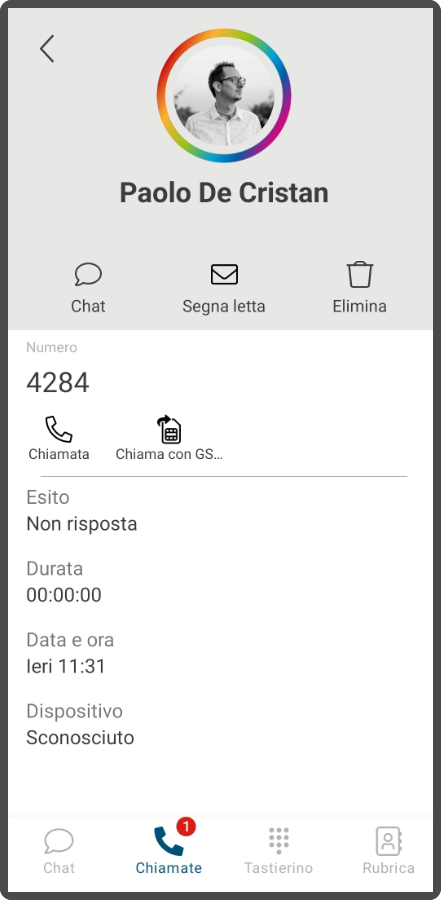 Paolo De Cristan
Chat Segna letta Elimina
Numero
4284
Chiamata Chiama con GS...
Esito
Non risposta
Durata
00:00:00
Data e ora
Ieri 11:31
Dispositivo
Sconosciuto
1
Chat Chiamate Tastierino Rubrica